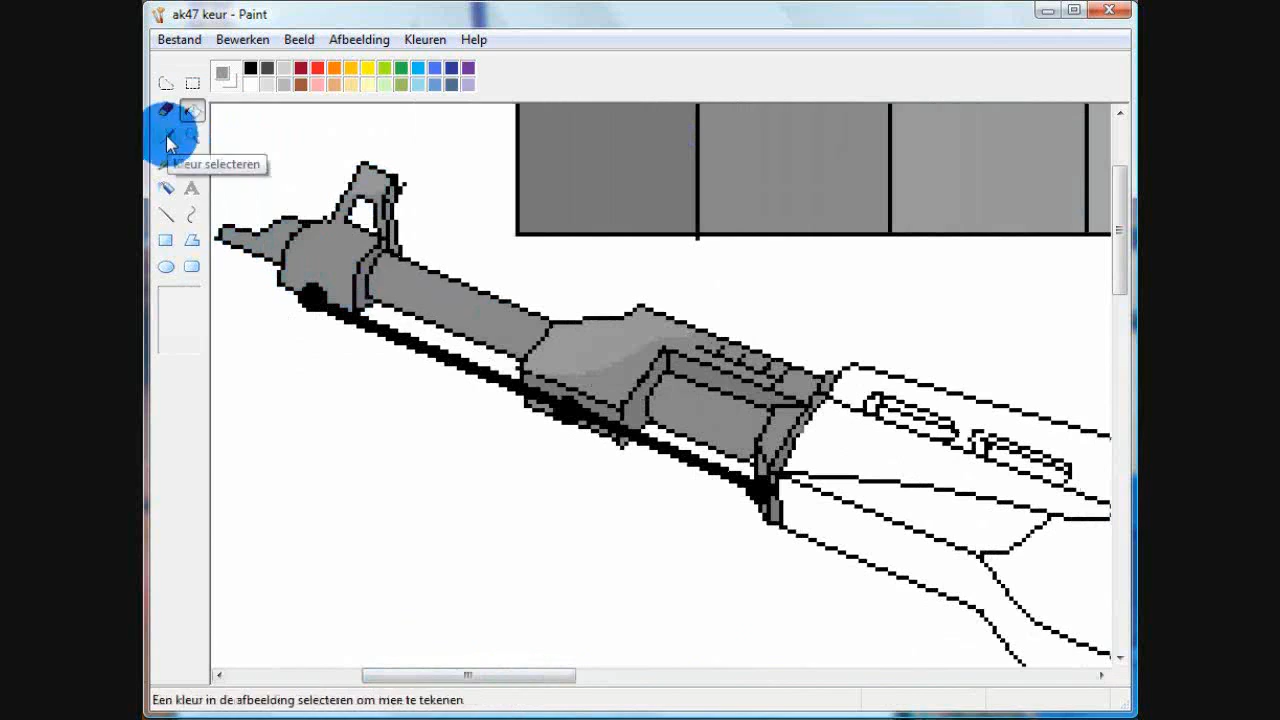 ak47 keur - Paint
Bestand Bewerken Beeld Afbeelding Kleuren Help
Kleur selecteren
Een kleur in de afbeelding selecteren om mee te tekenen.